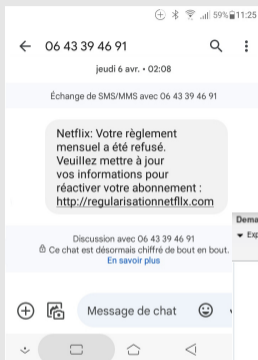 59% 11:25
06 43 39 46 91
jeudi 6 avr. • 02:08
Échange de SMS/MMS avec 06 43 39 46 91
Netflix: Votre règlement
mensuel a été refusé.
Veuillez mettre à jour
vos informations pour
réactiver votre abonnement :
http://regularisationnetfllx.com
Discussion avec 06 43 39 46 91
Ce chat est désormais chiffré de bout en bout.
En savoir plus
Message de chat
Dema
Exp